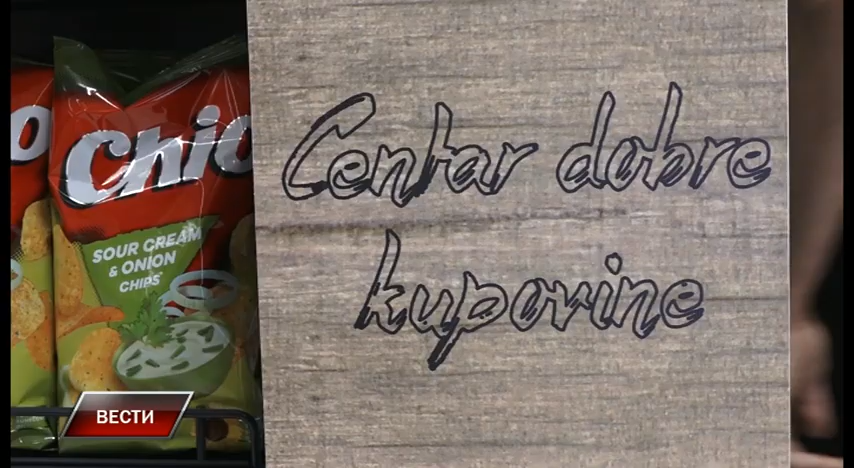 Chio
SOUR CREAM
& ONION
CHIPS
Centar dobre
kupovine
ВЕСТИ